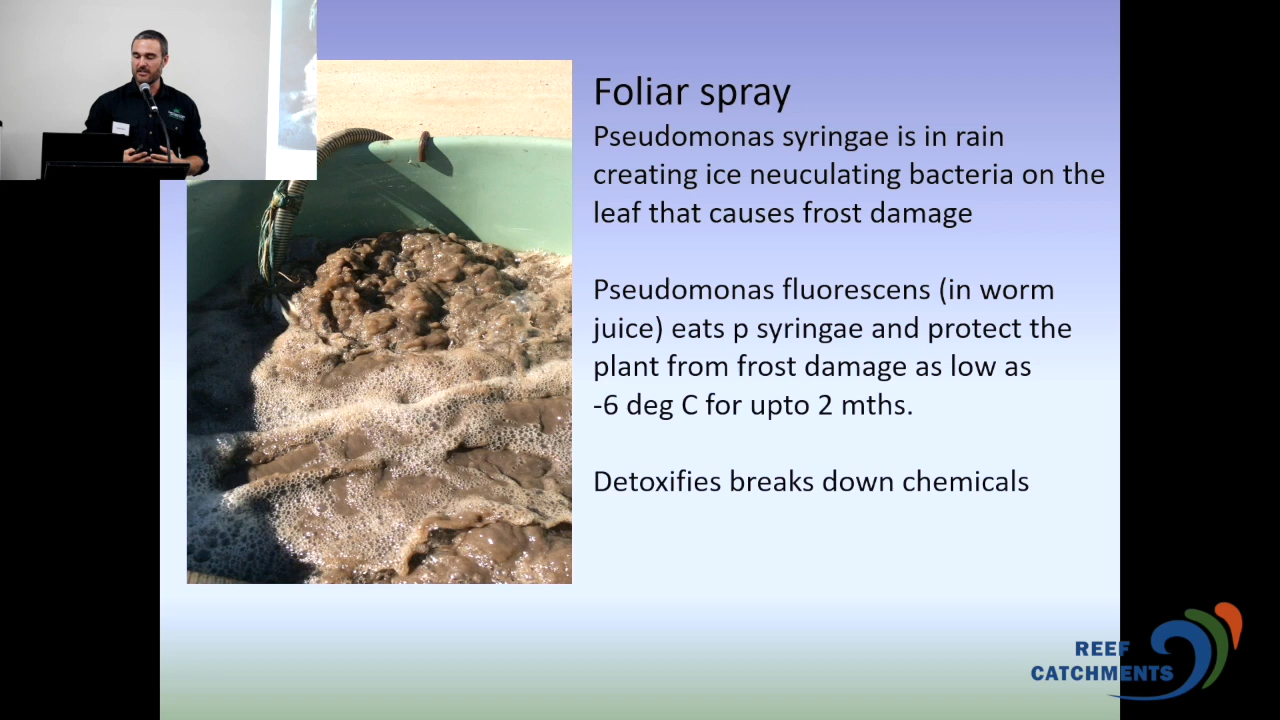 Foliar spray
Pseudomonas syringae is in rain
creating ice neuculating bacteria on the
leaf that causes frost damage
Pseudomonas fluorescens (in worm
juice) eats p syringae and protect the
plant from frost damage as low as
-6 deg C for upto 2 mths.
Detoxifies breaks down chemicals
REEF
CATCHMENTS